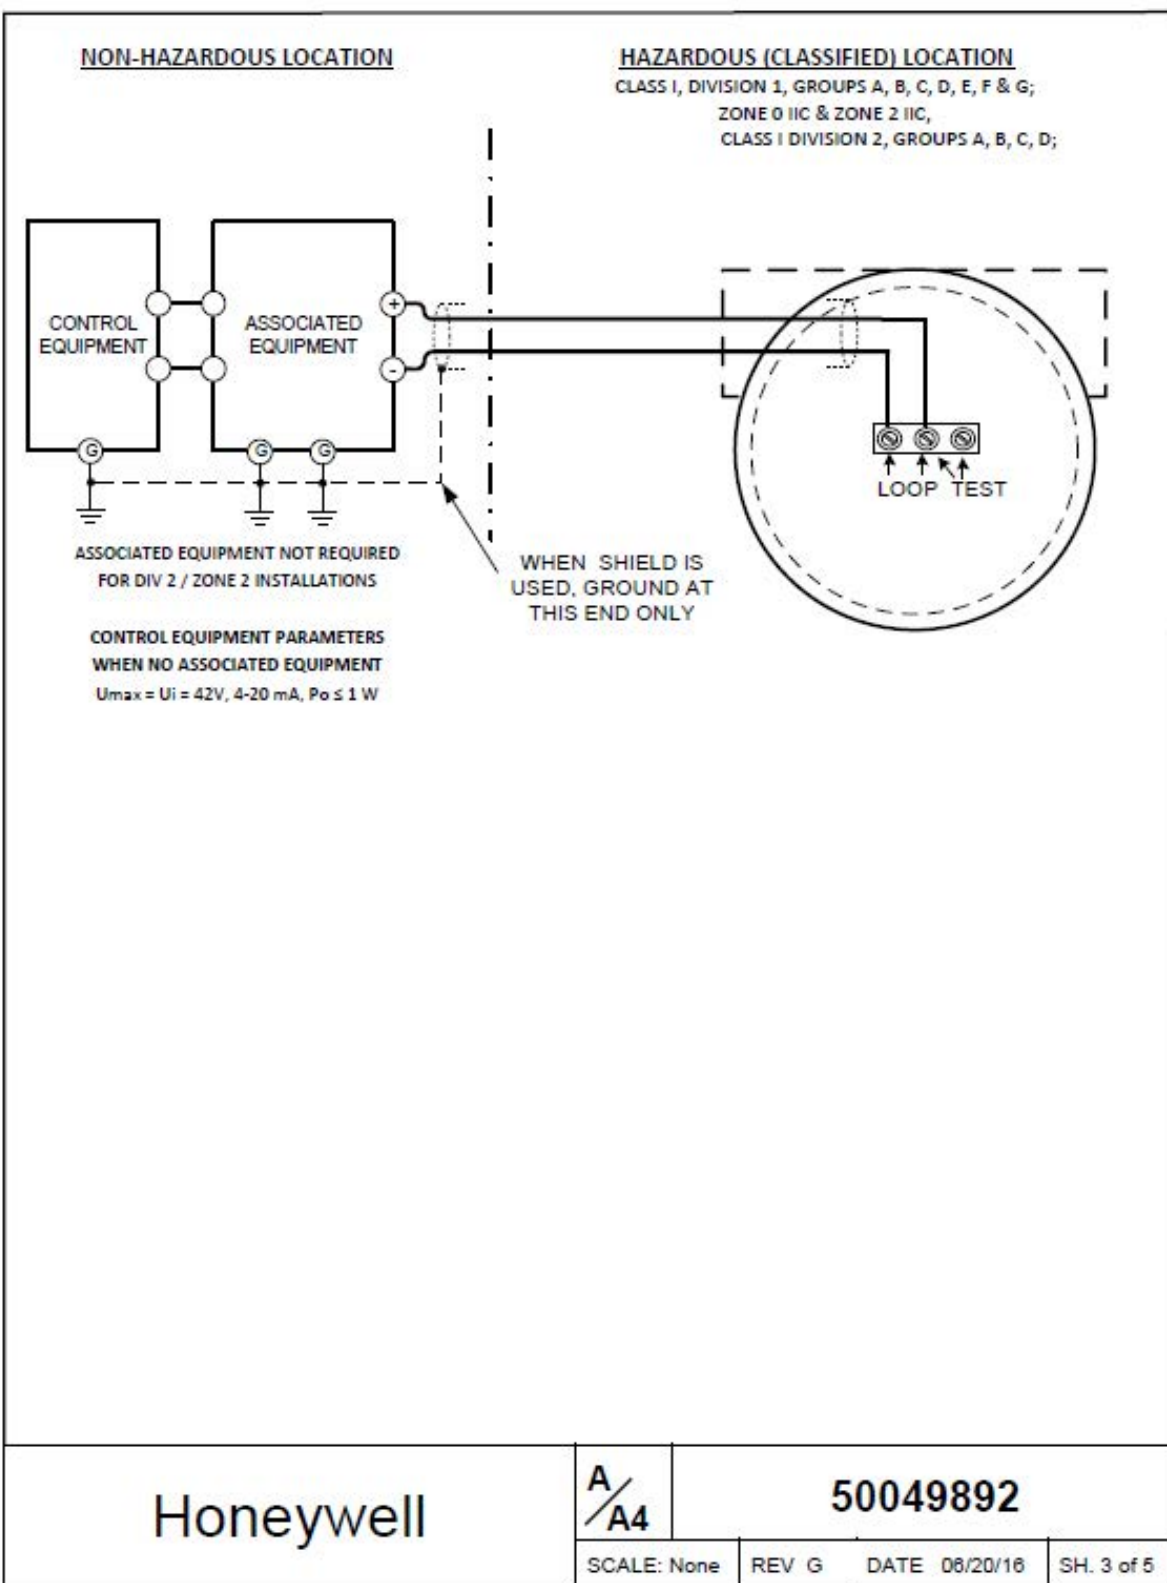 NON-HAZARDOUS LOCATION
HAZARDOUS (CLASSIFIED) LOCATION
CLASS I, DIVISION 1, GROUPS A, B, C, D, E, F & G;
ZONE 0 IIC & ZONE 2 IIC,
CLASS I DIVISION 2, GROUPS A, B, C, D;
CONTROL
EQUIPMENT
ASSOCIATED
EQUIPMENT
+
-
G
G
G
LOOP TEST
ASSOCIATED EQUIPMENT NOT REQUIRED
FOR DIV 2 / ZONE 2 INSTALLATIONS
WHEN SHIELD IS
USED, GROUND AT
THIS END ONLY
CONTROL EQUIPMENT PARAMETERS
WHEN NO ASSOCIATED EQUIPMENT
Umax = Ui = 42V, 4-20 mA, Po ≤ 1 W
Honeywell
A/A4
50049892
SCALE: None
REV G
DATE 06/20/16
SH. 3 of 5